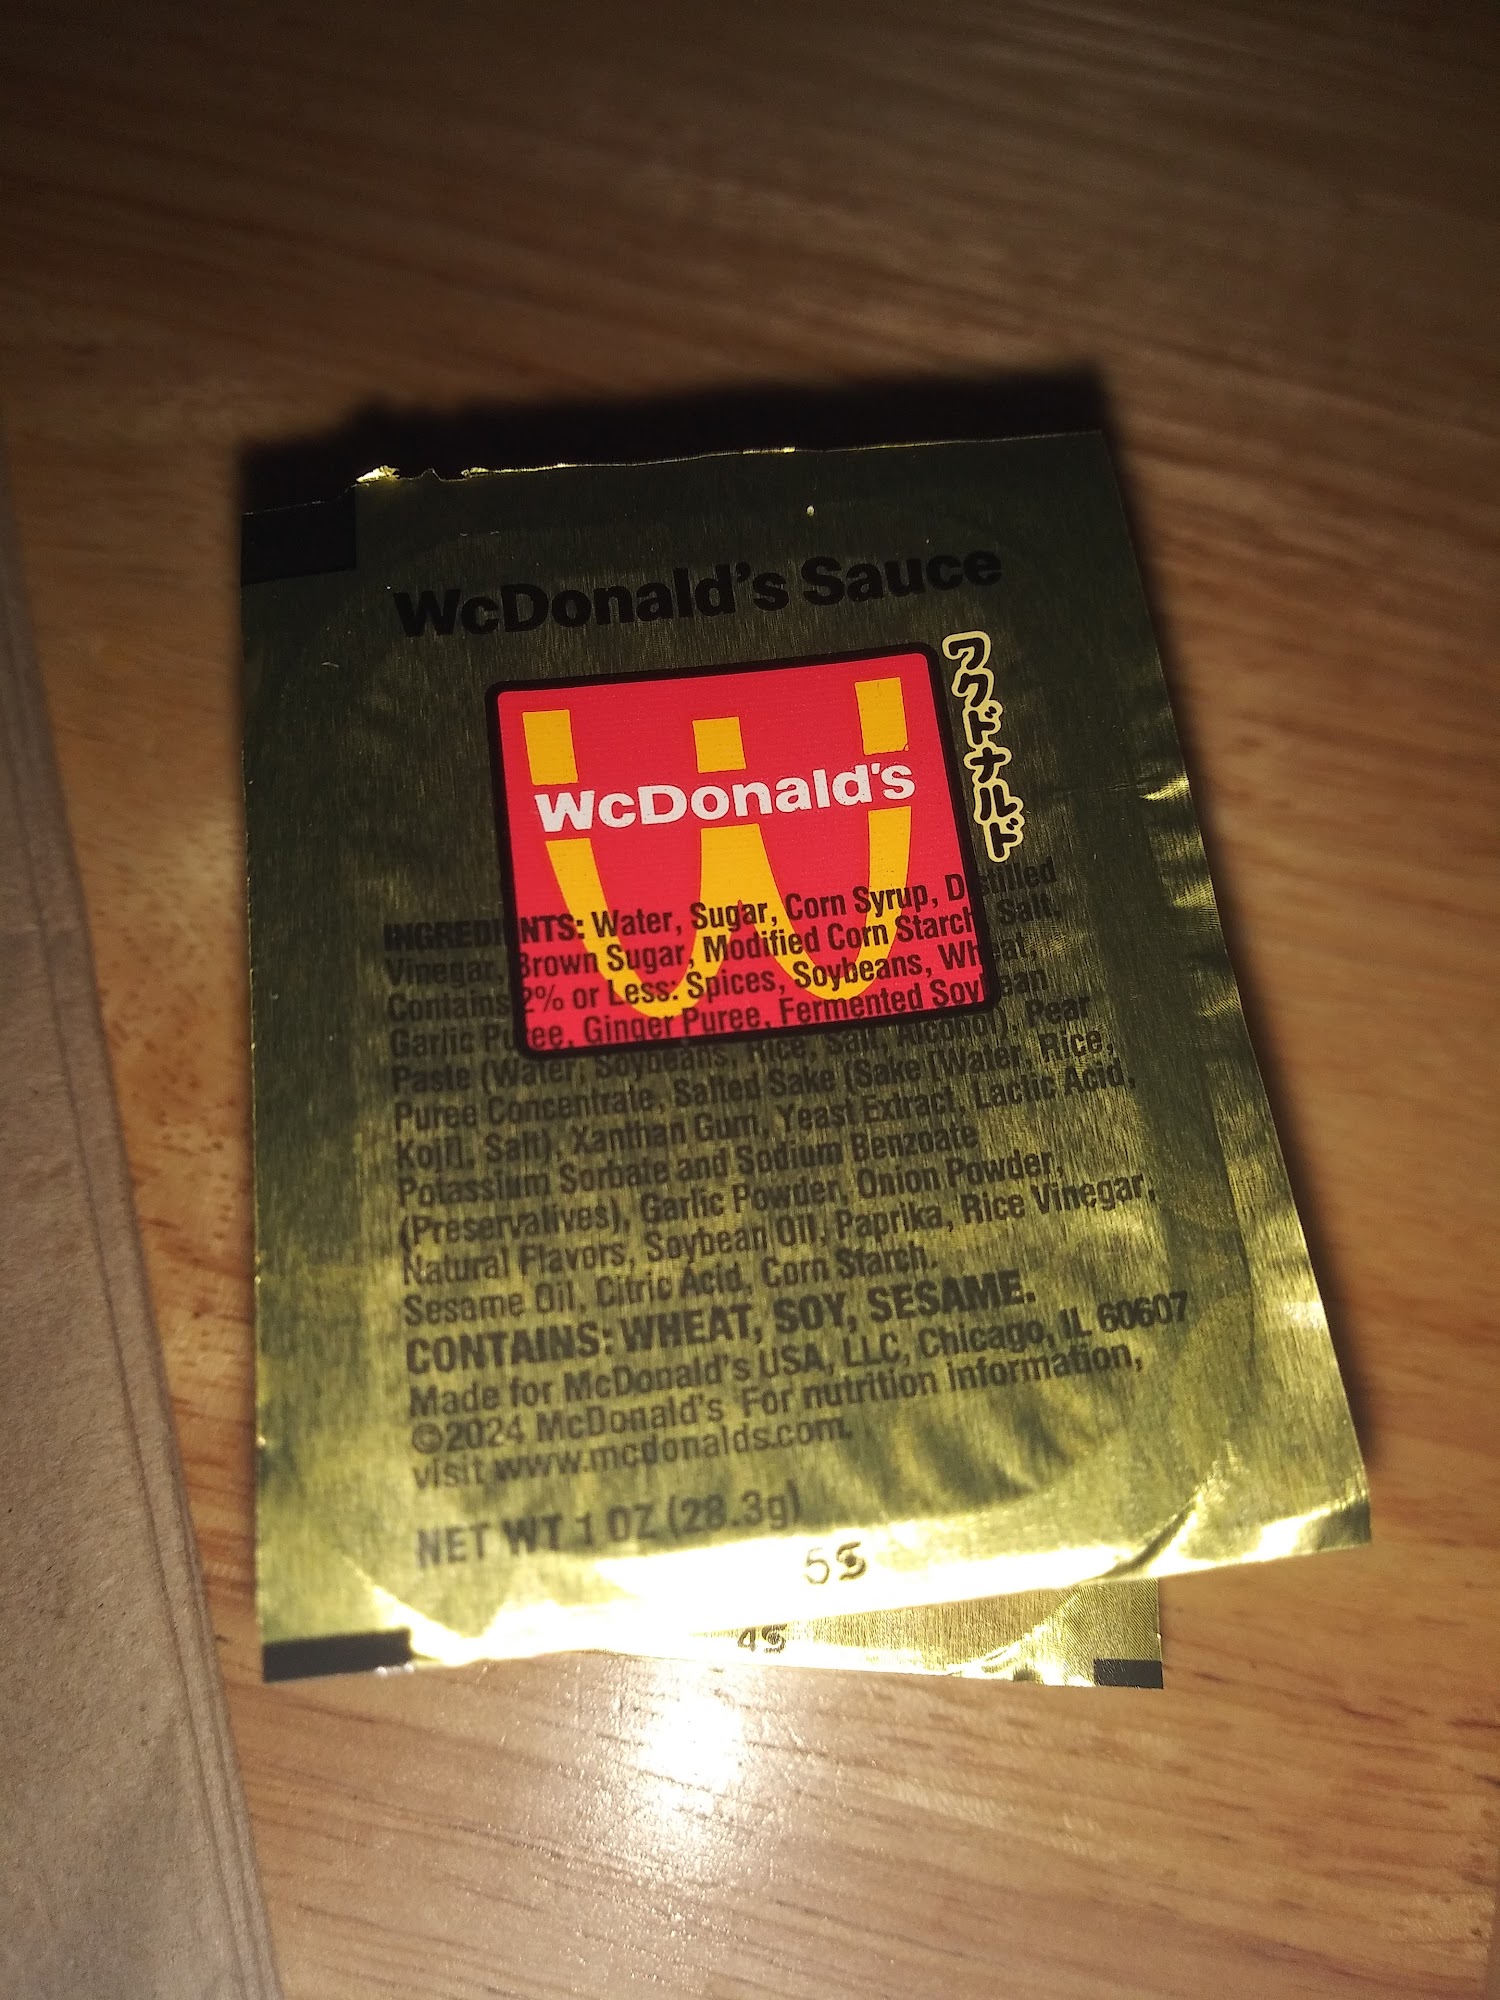 WcDonald's Sauce
WcDonald's
ワクドナルド
INGREDIENTS: Water, Sugar, Corn Syrup, Distilled
Vinegar, Brown Sugar, Modified Corn Starch, Salt,
Contains 2% or Less: Spices, Soybeans, Wheat,
Garlic Puree, Ginger Puree, Fermented Soybean
Paste (Water, Soybeans, Rice, Salt, Alcohol), Pear
Puree Concentrate, Salted Sake (Sake [Water, Rice,
Koji], Salt), Xanthan Gum, Yeast Extract, Lactic Acid,
Potassium Sorbate and Sodium Benzoate
(Preservatives), Garlic Powder, Onion Powder,
Natural Flavors, Soybean Oil, Paprika, Rice Vinegar,
Sesame Oil, Citric Acid, Corn Starch.
CONTAINS: WHEAT, SOY, SESAME.
Made for McDonald's USA, LLC, Chicago, IL 60607
©2024 McDonald's For nutrition information,
visit www.mcdonalds.com.
NET WT 1 OZ (28.3g)
5S
4S